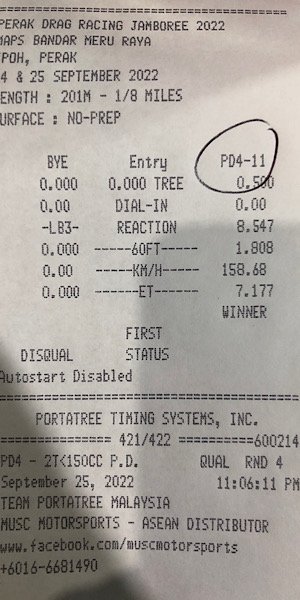 ===================================
PERAK DRAG RACING JAMBOREE 2022
MAPS BANDAR MERU RAYA
IPOH, PERAK
4 & 25 SEPTEMBER 2022
ENGTH : 201M - 1/8 MILES
URFACE : NO-PREP
BYE Entry PD4-11
0.000 0.000 TREE 0.500
0.00 DIAL-IN 0.00
-LB3- REACTION 8.547
0.000 ------60FT------ 1.808
0.00 ------KM/H------ 158.68
0.000 -------ET------- 7.177
WINNER
FIRST
DISQUAL STATUS
Autostart Disabled
===================================
PORTATREE TIMING SYSTEMS, INC.
============== 421/422 ==========600214
PD4 - 2T<150CC P.D. QUAL RND 4
September 25, 2022 11:06:11 PM
TEAM PORTATREE MALAYSIA
MUSC MOTORSPORTS - ASEAN DISTRIBUTOR
www.facebook.com/muscmotorsports
+6016-6681490